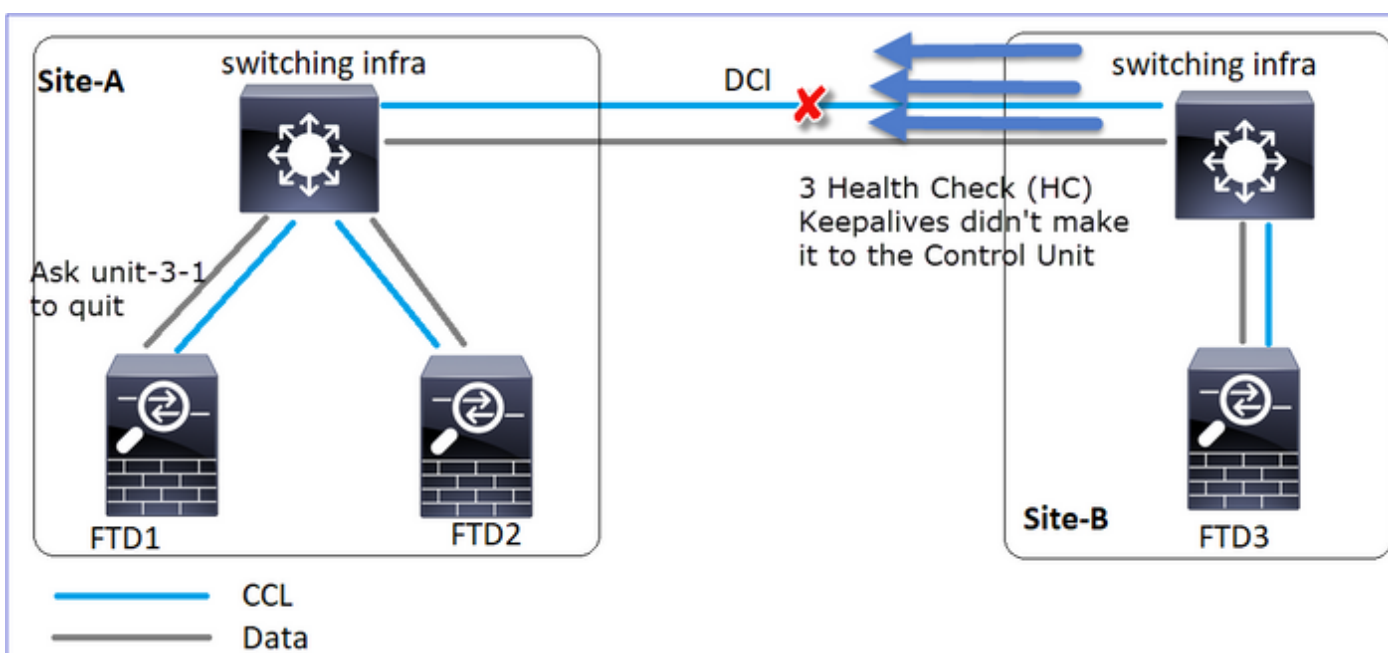 switching infra
Site-A
DCI
switching infra
3 Health Check (HC)
Keepalives didn't make
it to the Control Unit
Ask unit-3-1
to quit
FTD1
FTD2
Site-B
FTD3
CCL
Data